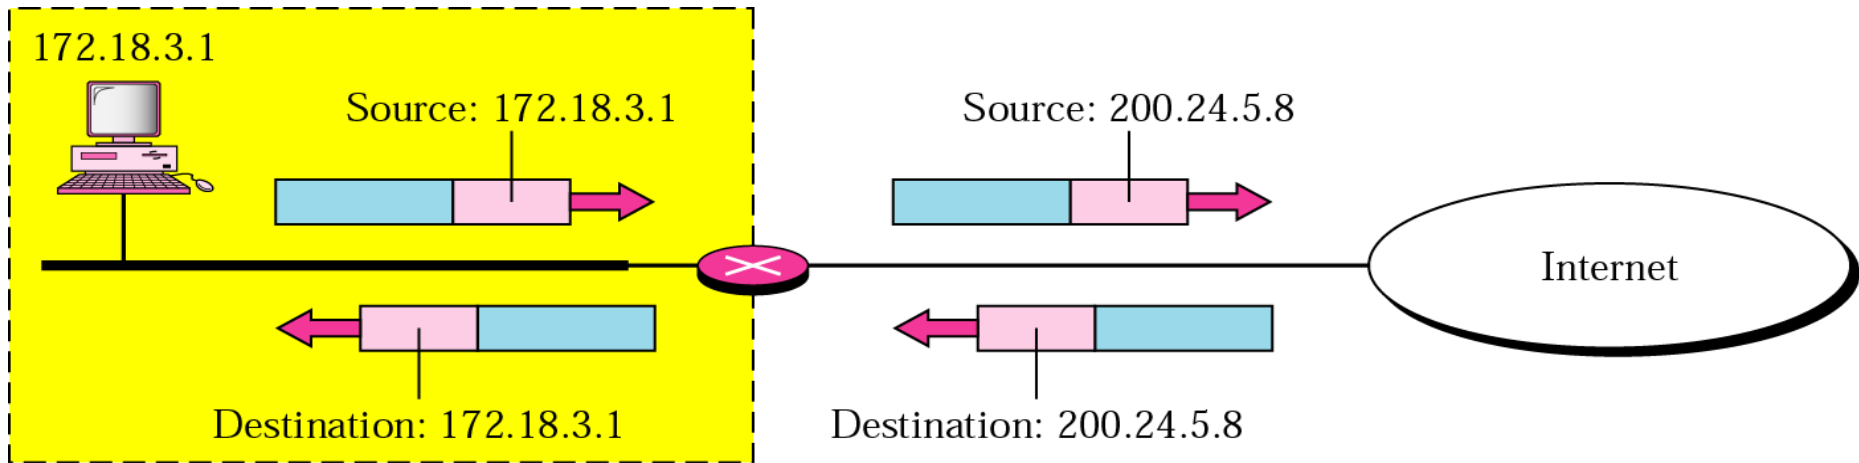 172.18.3.1
Source: 172.18.3.1
Source: 200.24.5.8
Internet
Destination: 172.18.3.1
Destination: 200.24.5.8